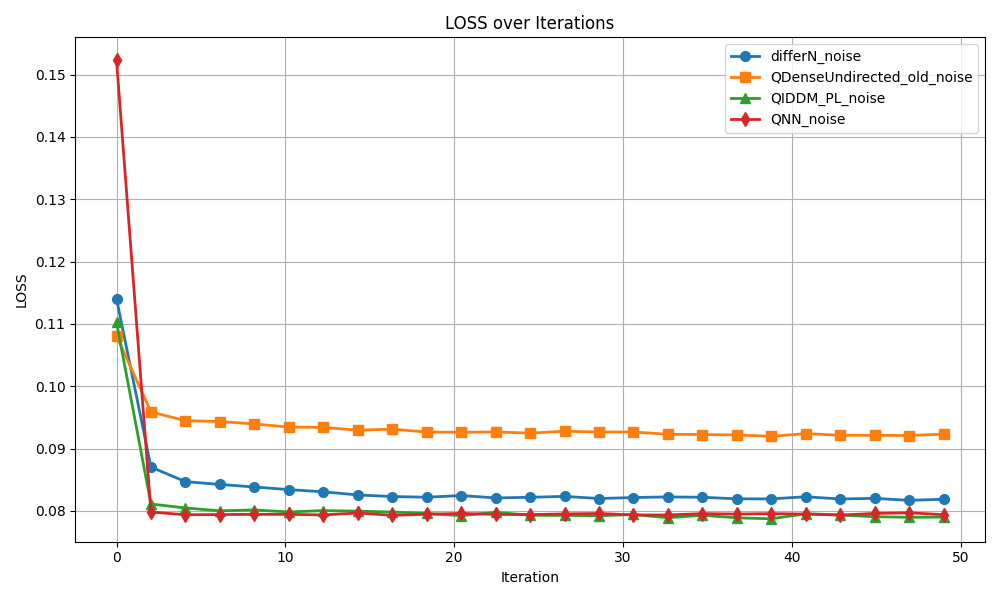 LOSS over Iterations
differN_noise
QDenseUndirected_old_noise
QIDDM_PL_noise
QNN_noise
LOSS
0.15
0.14
0.13
0.12
0.11
0.10
0.09
0.08
0 10 20 30 40 50
Iteration